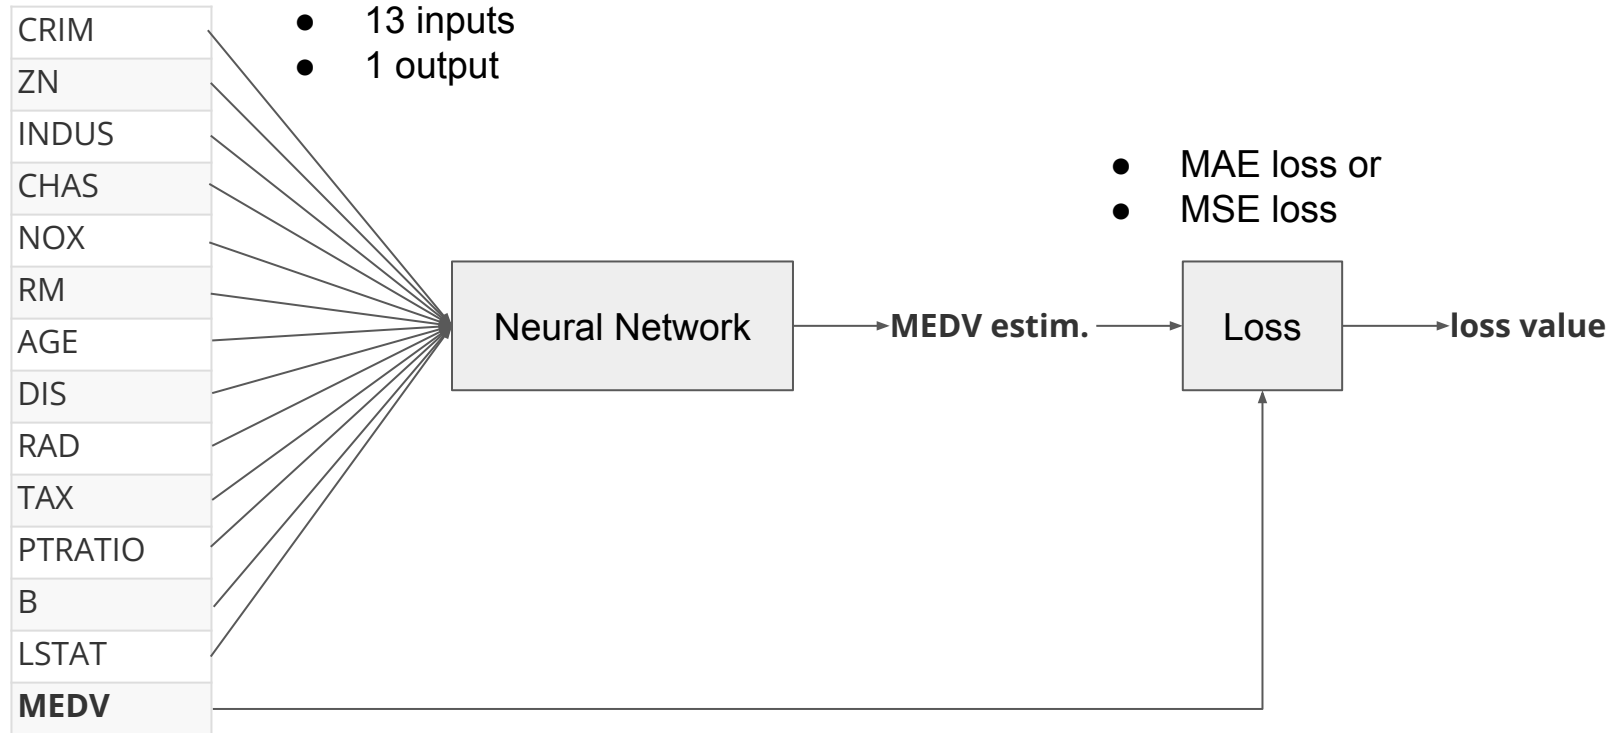 CRIM
ZN
INDUS
CHAS
NOX
RM
AGE
DIS
RAD
TAX
PTRATIO
B
LSTAT
MEDV
● 13 inputs
● 1 output
Neural Network
MEDV estim.
● MAE loss or
● MSE loss
Loss
loss value